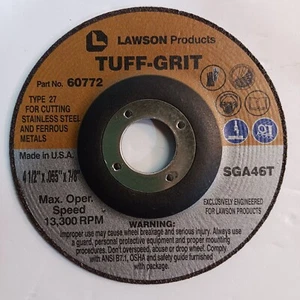 L LAWSON Products
TUFF-GRIT
Part No. 60772
TYPE 27
FOR CUTTING
STAINLESS STEEL
AND FERROUS
METALS
Made in U.S.A.
4 1/2" x .065" x 7/8"
Max. Oper.
Speed
13,300 RPM
SGA46T
EXCLUSIVELY ENGINEERED
FOR LAWSON PRODUCTS
WARNING:
Improper use may cause wheel breakage and serious injury. Always use
a guard, personal protective equipment and proper mounting
procedures. Don't overspeed, abuse or drop wheel. Comply
with ANSI B7.1, OSHA and safety guide furnished
with package.